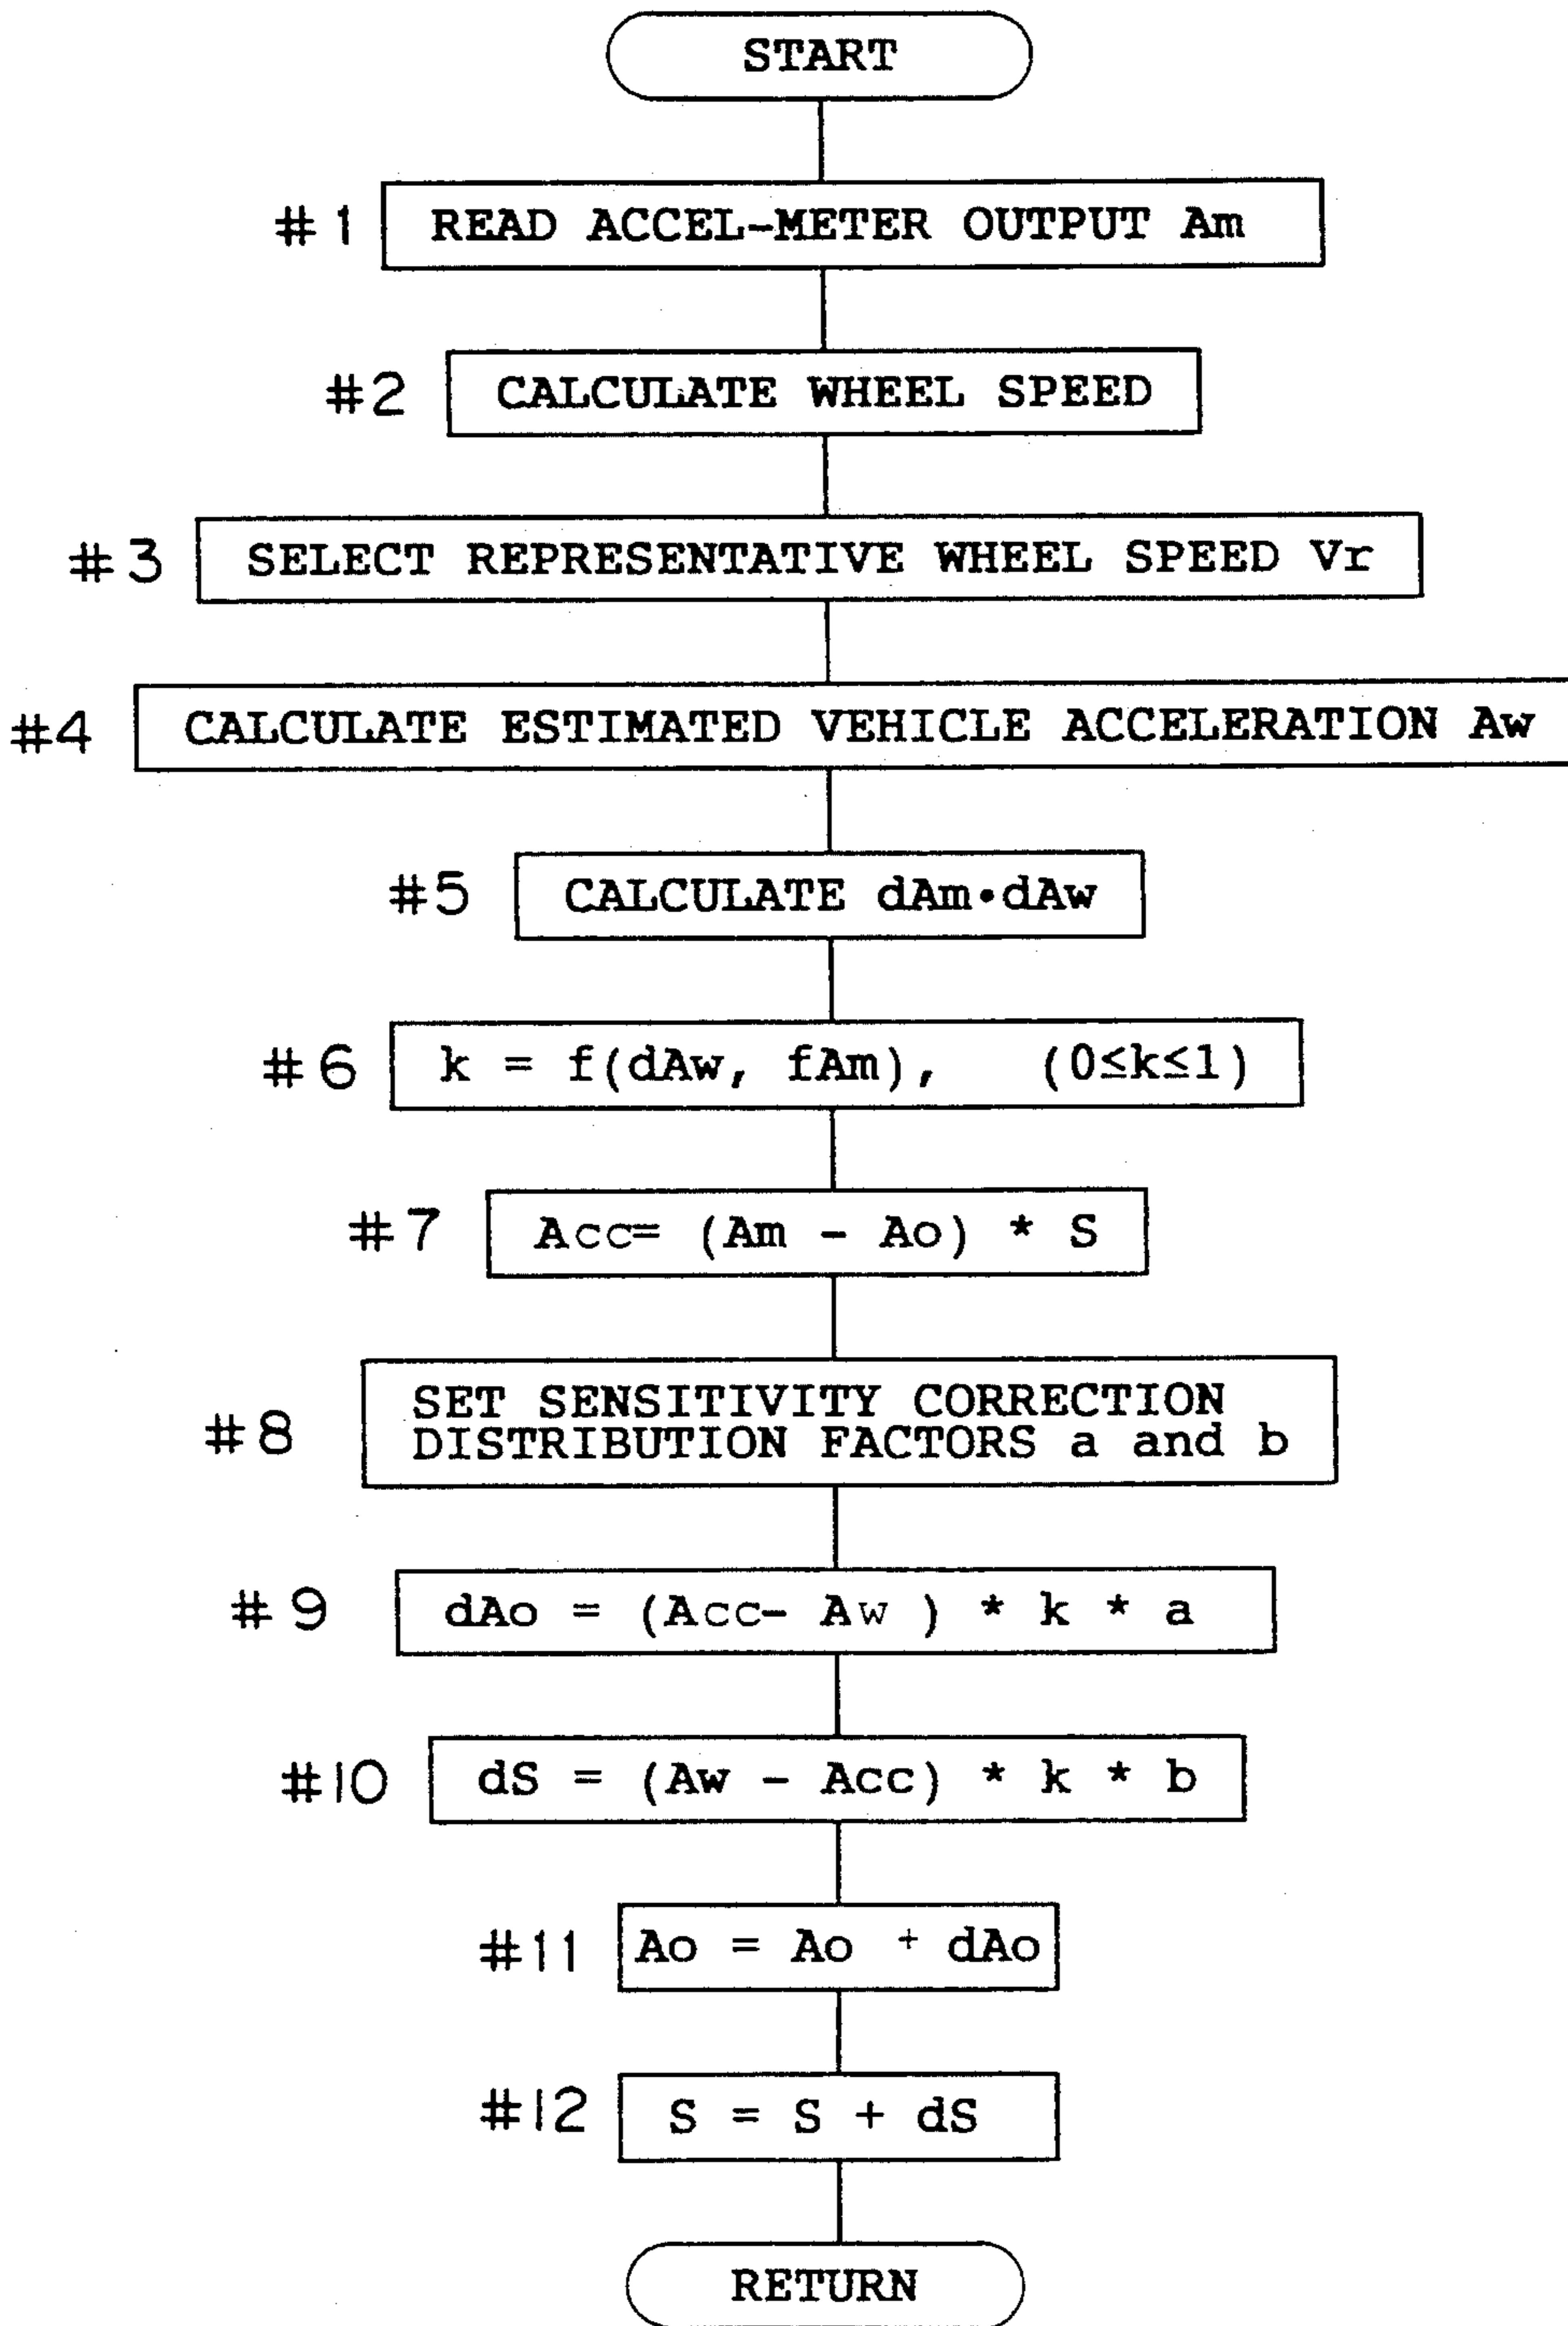 START
#1 READ ACCEL-METER OUTPUT Am
#2 CALCULATE WHEEL SPEED
#3 SELECT REPRESENTATIVE WHEEL SPEED Vr
#4 CALCULATE ESTIMATED VEHICLE ACCELERATION Aw
#5 CALCULATE dAm•dAw
#6 k = f(dAw, fAm), (0≤k≤1)
#7 Acc= (Am - Ao) * S
#8 SET SENSITIVITY CORRECTION
DISTRIBUTION FACTORS a and b
#9 dAo = (Acc- Aw ) * k * a
#10 dS = (Aw - Acc) * k * b
#11 Ao = Ao + dAo
#12 S = S + dS
RETURN